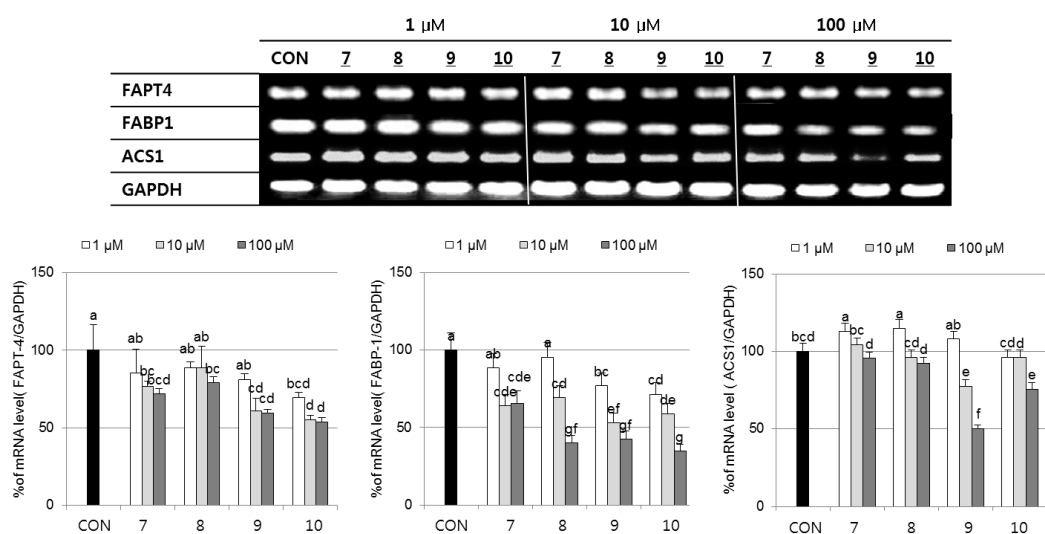 1 μM 10 μM 100 μM
CON 7 8 9 10 7 8 9 10 7 8 9 10
FAPT4
FABP1
ACS1
GAPDH
1 μM 10 μM 100 μM
%of mRNA level( FAPT-4/GAPDH)
150
100
50
0
a
ab bc bcd
ab ab bc
ab cd cd
bcd d d
CON 7 8 9 10
1 μM 10 μM 100 μM
%of mRNA level( FABP-1/GAPDH)
150
100
50
0
a
ab cde cde
a cd gf
bc ef gf
cd de g
CON 7 8 9 10
1 μM 10 μM 100 μM
%of mRNA level ( ACS1/GAPDH)
150
100
50
0
bcd
a bc d
a cd d
ab e f
cdd d e
CON 7 8 9 10